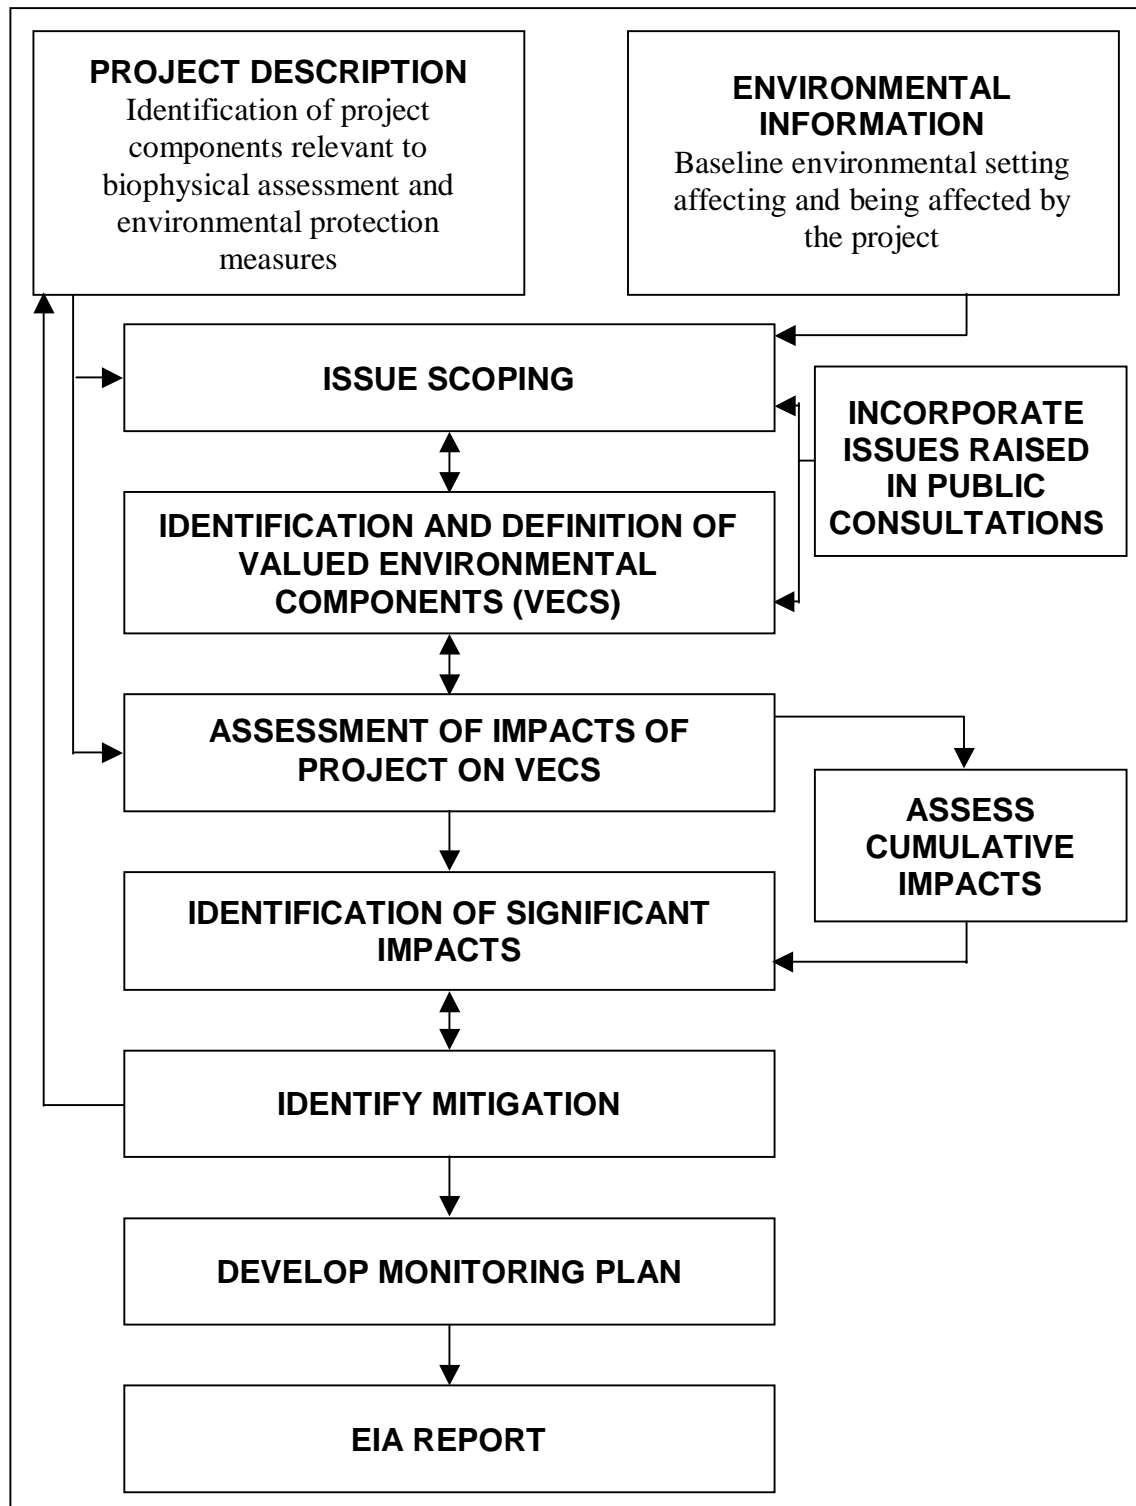 PROJECT DESCRIPTION
Identification of project
components relevant to
biophysical assessment and
environmental protection
measures
ENVIRONMENTAL
INFORMATION
Baseline environmental setting
affecting and being affected by
the project
ISSUE SCOPING
INCORPORATE
ISSUES RAISED
IN PUBLIC
CONSULTATIONS
IDENTIFICATION AND DEFINITION OF
VALUED ENVIRONMENTAL
COMPONENTS (VECS)
ASSESSMENT OF IMPACTS OF
PROJECT ON VECS
ASSESS
CUMULATIVE
IMPACTS
IDENTIFICATION OF SIGNIFICANT
IMPACTS
IDENTIFY MITIGATION
DEVELOP MONITORING PLAN
EIA REPORT